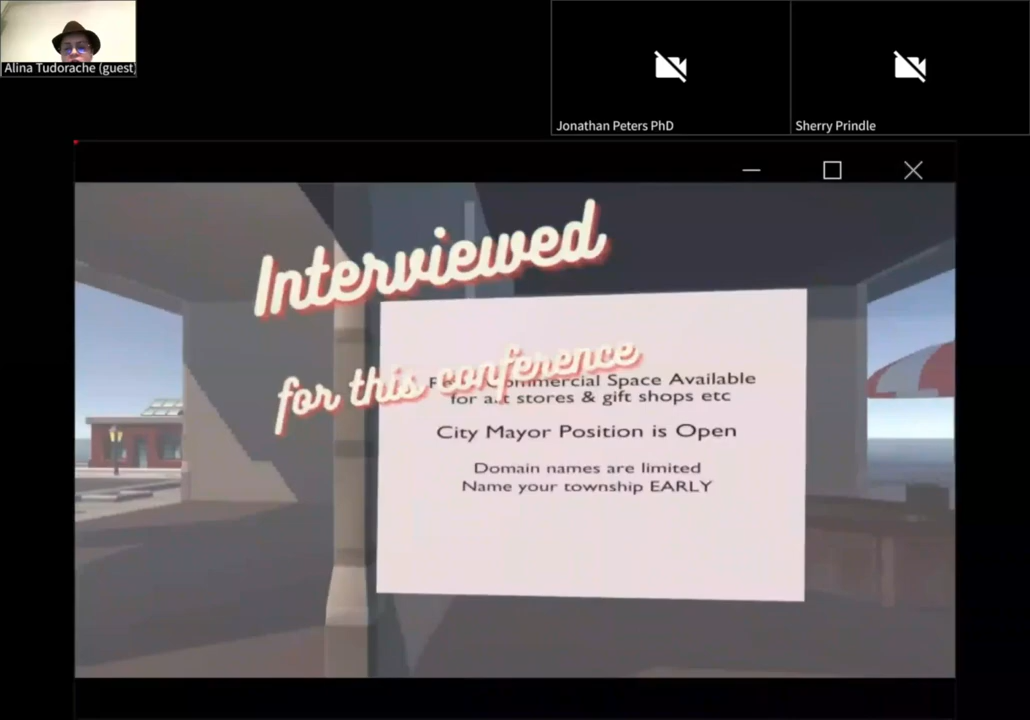 Alina Tudorache (guest)
Jonathan Peters PhD
Sherry Prindle
Interviewed
for this conference
Commercial Space Available
for art stores & gift shops etc
City Mayor Position is Open
Domain names are limited
Name your township EARLY